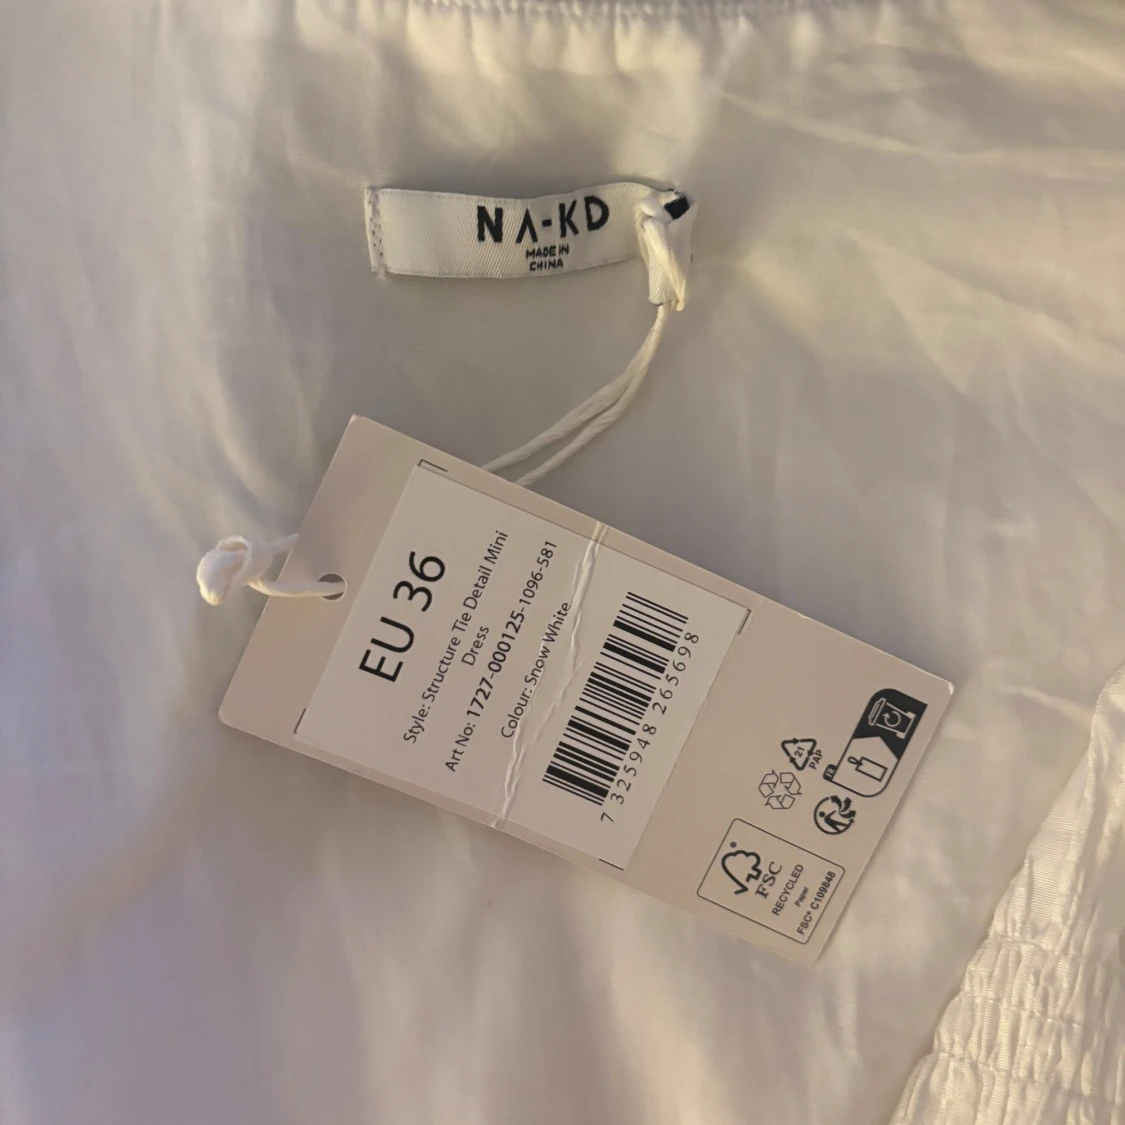 NA-KD
MADE IN
CHINA
EU 36
Style: Structure Tie Detail Mini
Dress
Art No: 1727-000125-1096-581
Colour: Snow White
7 325948 265698
21
PAP
FR
FSC
RECYCLED
Paper
FSC® C109848